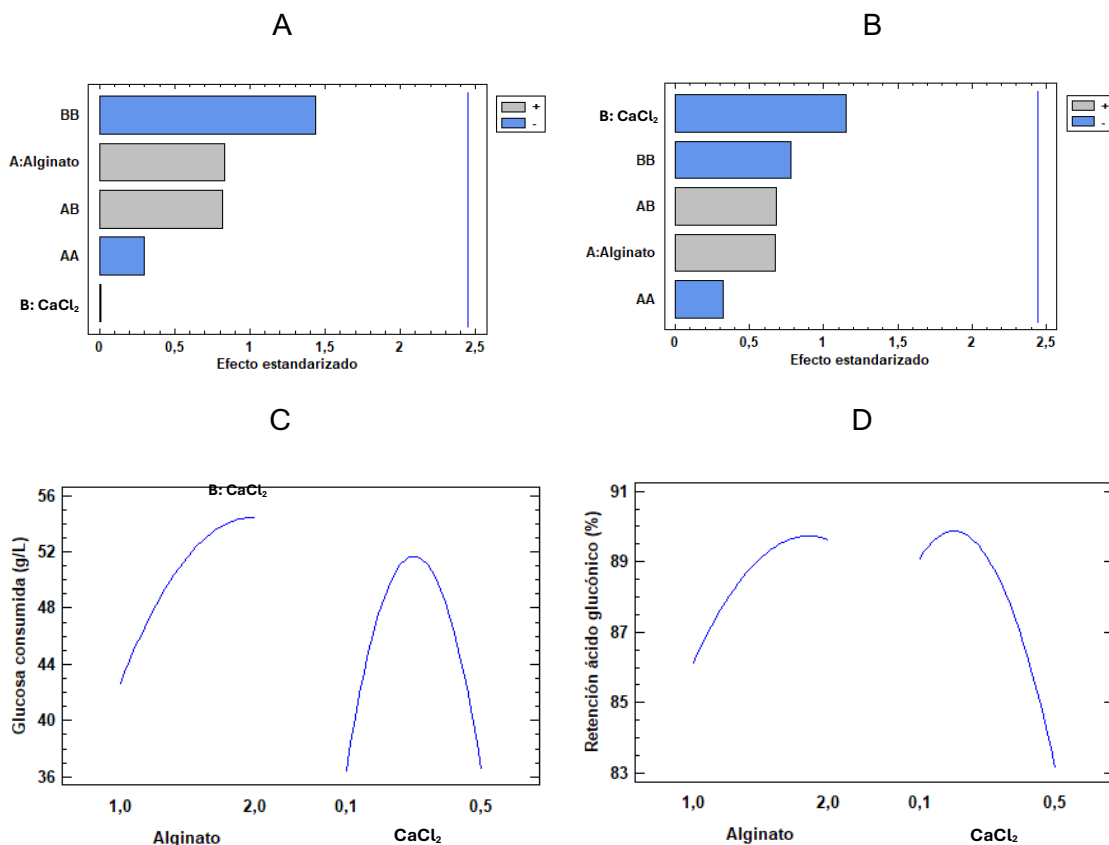 A
BB
A:Alginato
AB
AA
B: CaCl₂
0 0,5 1 1,5 2 2,5
Efecto estandarizado
+
-
B
B: CaCl₂
BB
AB
A:Alginato
AA
0 0,5 1 1,5 2 2,5
Efecto estandarizado
+
-
C
B: CaCl₂
Glucosa consumida (g/L)
56
52
48
44
40
36
1,0 2,0 0,1 0,5
Alginato CaCl₂
D
Retención ácido glucónico (%)
91
89
87
85
83
1,0 2,0 0,1 0,5
Alginato CaCl₂